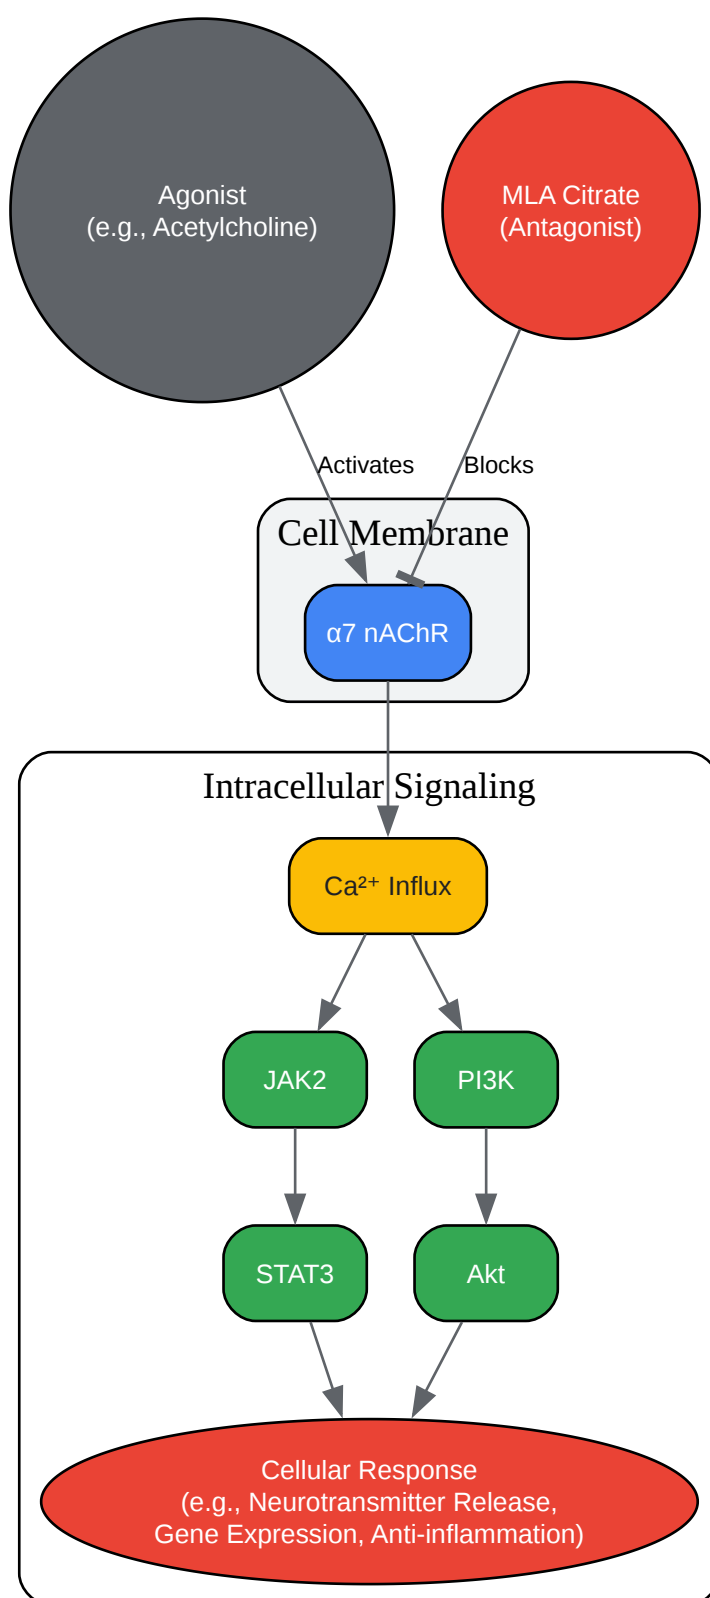 Agonist
(e.g., Acetylcholine)
MLA Citrate
(Antagonist)
Activates
Blocks
Cell Membrane
α7 nAChR
Intracellular Signaling
Ca²⁺ Influx
JAK2
PI3K
STAT3
Akt
Cellular Response
(e.g., Neurotransmitter Release,
Gene Expression, Anti-inflammation)